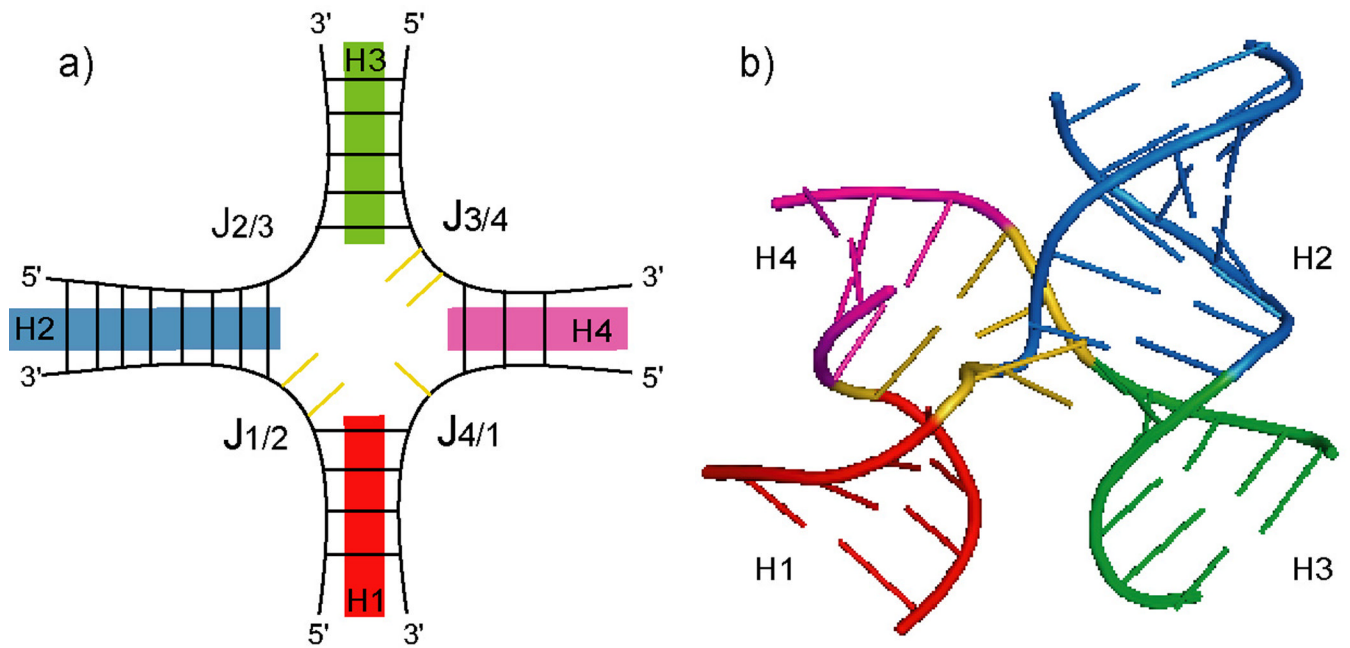 a)
3' 5'
H3
J2/3 J3/4
5' 3'
H2 H4
3' 5'
J1/2 J4/1
H1
5' 3'
b)
H4 H2
H1 H3